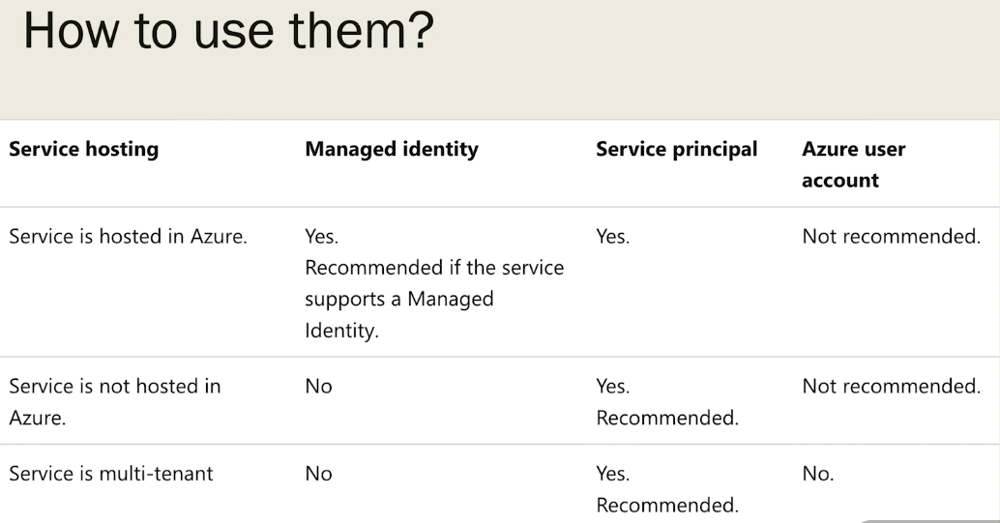 How to use them?
Service hosting
Managed identity
Service principal
Azure user
account
Service is hosted in Azure.
Yes.
Recommended if the service
supports a Managed
Identity.
Yes.
Not recommended.
Service is not hosted in
Azure.
No
Yes.
Recommended.
Not recommended.
Service is multi-tenant
No
Yes.
Recommended.
No.